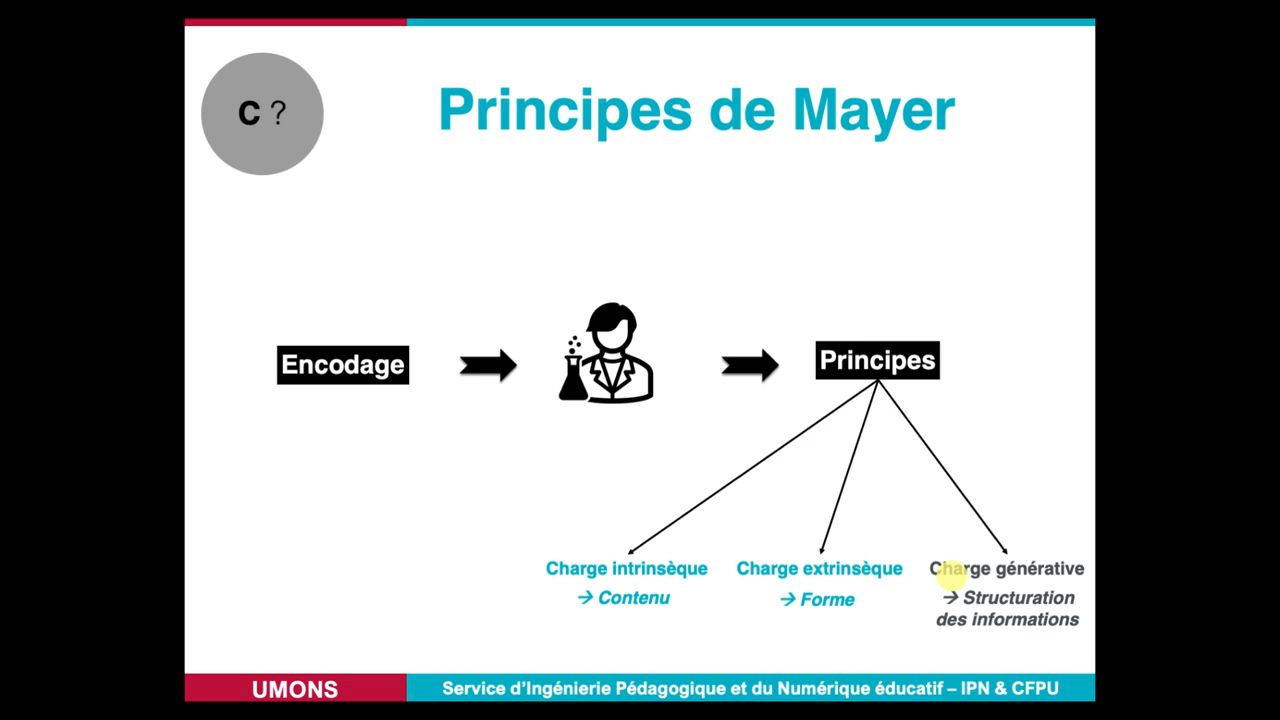 C ?
Principes de Mayer
Encodage
Principes
Charge intrinsèque
→ Contenu
Charge extrinsèque
→ Forme
Charge générative
→ Structuration
des informations
UMONS
Service d’Ingénierie Pédagogique et du Numérique éducatif – IPN & CFPU